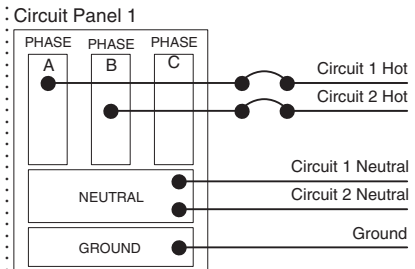 Circuit Panel 1
PHASE PHASE PHASE
A B C
Circuit 1 Hot
Circuit 2 Hot
Circuit 1 Neutral
NEUTRAL
Circuit 2 Neutral
Ground
GROUND